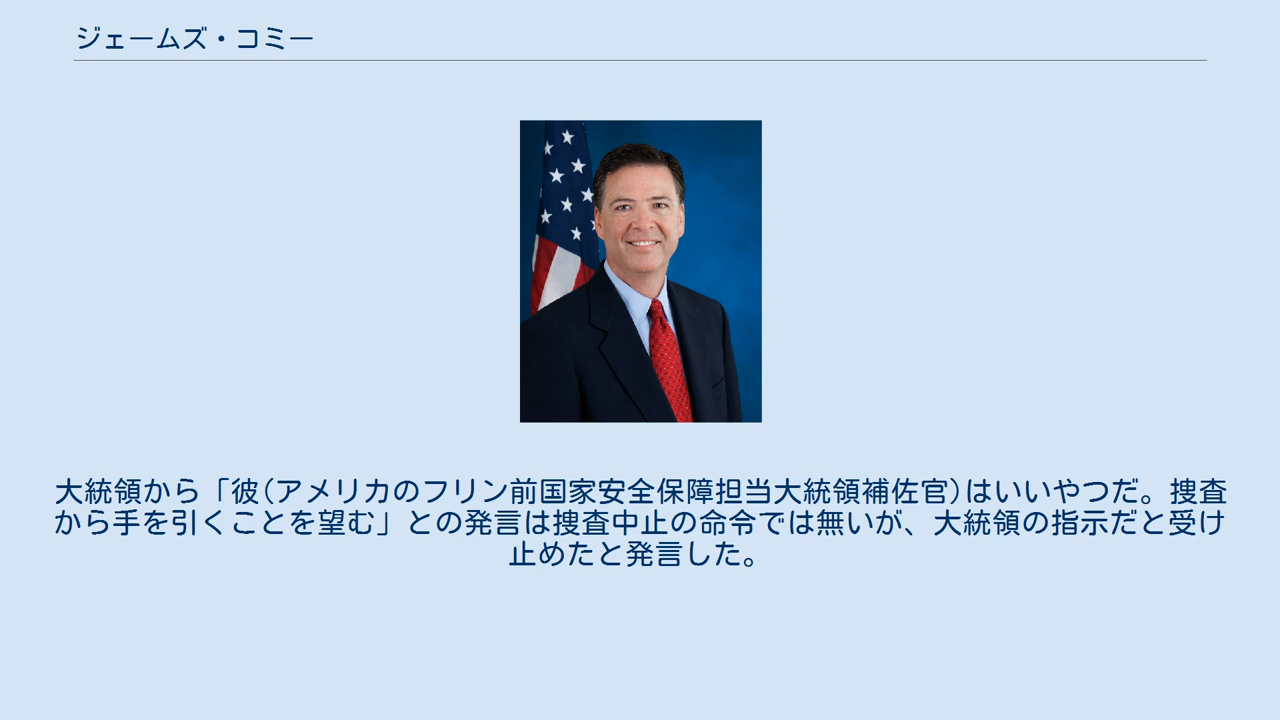 ジェームズ・コミー
大統領から「彼(アメリカのフリン前国家安全保障担当大統領補佐官)はいいやつだ。捜査
から手を引くことを望む」との発言は捜査中止の命令では無いが、大統領の指示だと受け
止めたと発言した。